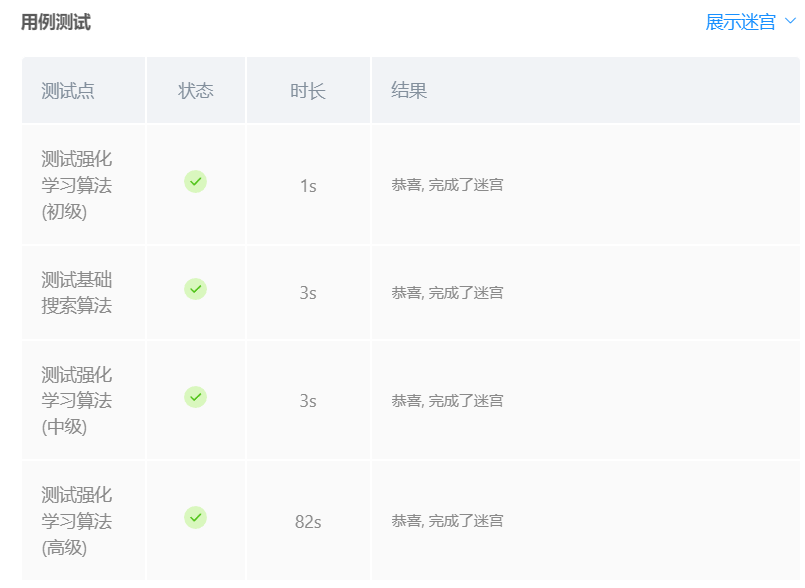 用例测试
展示迷宫
测试点 状态 时长 结果
测试强化
学习算法
(初级)
1s
恭喜, 完成了迷宫
测试基础
搜索算法
3s
恭喜, 完成了迷宫
测试强化
学习算法
(中级)
3s
恭喜, 完成了迷宫
测试强化
学习算法
(高级)
82s
恭喜, 完成了迷宫